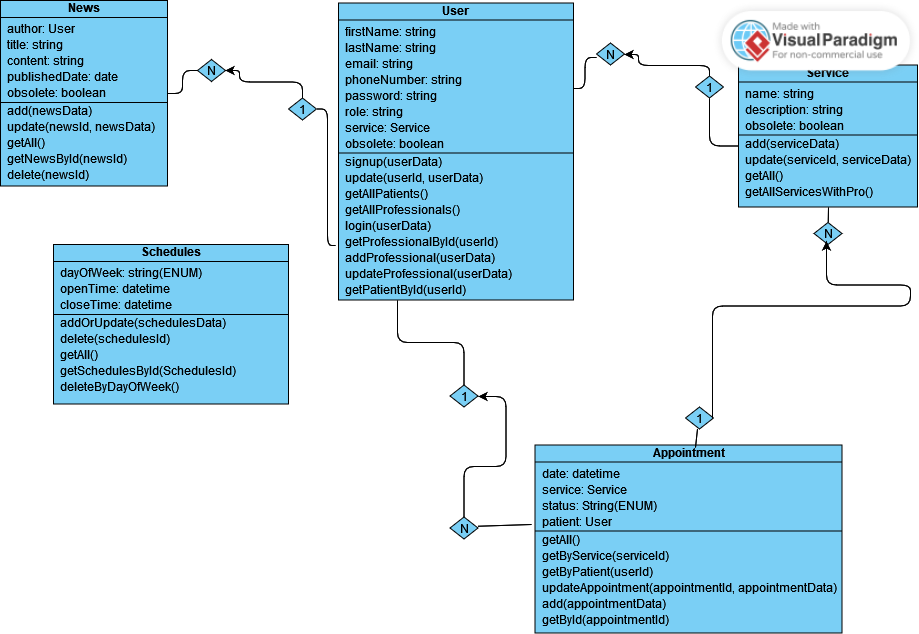 News
author: User
title: string
content: string
publishedDate: date
obsolete: boolean
add(newsData)
update(newsId, newsData)
getAll()
getNewsById(newsId)
delete(newsId)
N
1
User
firstName: string
lastName: string
email: string
phoneNumber: string
password: string
role: string
service: Service
obsolete: boolean
signup(userData)
update(userId, userData)
getAllPatients()
getAllProfessionals()
login(userData)
getProfessionalById(userId)
addProfessional(userData)
updateProfessional(userData)
getPatientById(userId)
N
1
Made with
VisualParadigm
For non-commercial use
Service
name: string
description: string
obsolete: boolean
add(serviceData)
update(serviceId, serviceData)
getAll()
getAllServicesWithPro()
N
Schedules
dayOfWeek: string(ENUM)
openTime: datetime
closeTime: datetime
addOrUpdate(schedulesData)
delete(schedulesId)
getAll()
getSchedulesById(SchedulesId)
deleteByDayOfWeek()
1
N
1
Appointment
date: datetime
service: Service
status: String(ENUM)
patient: User
getAll()
getByService(serviceId)
getByPatient(userId)
updateAppointment(appointmentId, appointmentData)
add(appointmentData)
getById(appointmentId)